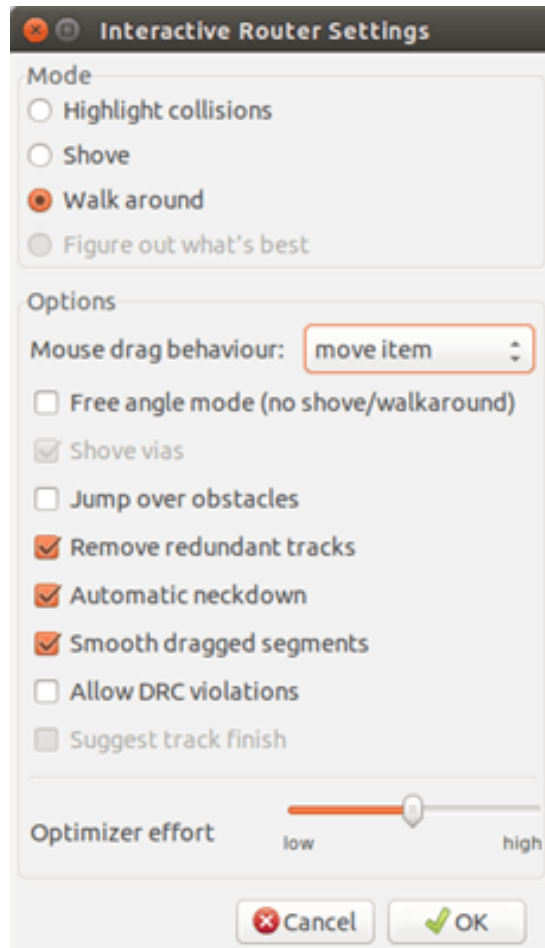 Interactive Router Settings
Mode
Highlight collisions
Shove
Walk around
Figure out what's best
Options
Mouse drag behaviour: move item
Free angle mode (no shove/walkaround)
Shove vias
Jump over obstacles
Remove redundant tracks
Automatic neckdown
Smooth dragged segments
Allow DRC violations
Suggest track finish
Optimizer effort
low high
Cancel OK